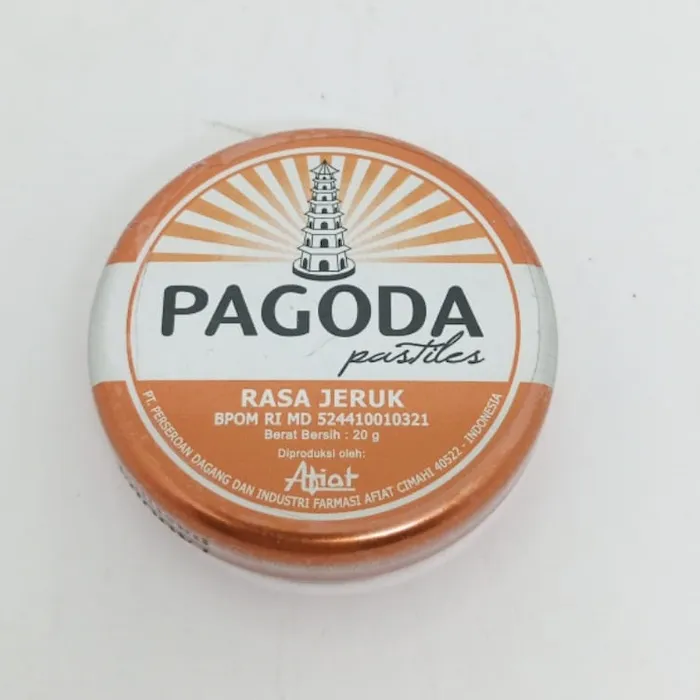 PAGODA
pastiles
RASA JERUK
BPOM RI MD 524410010321
Berat Bersih : 20 g
Diproduksi oleh:
Afiat
PT. PERSEROAN DAGANG DAN INDUSTRI FARMASI AFIAT CIMAHI 40522 - INDONESIA